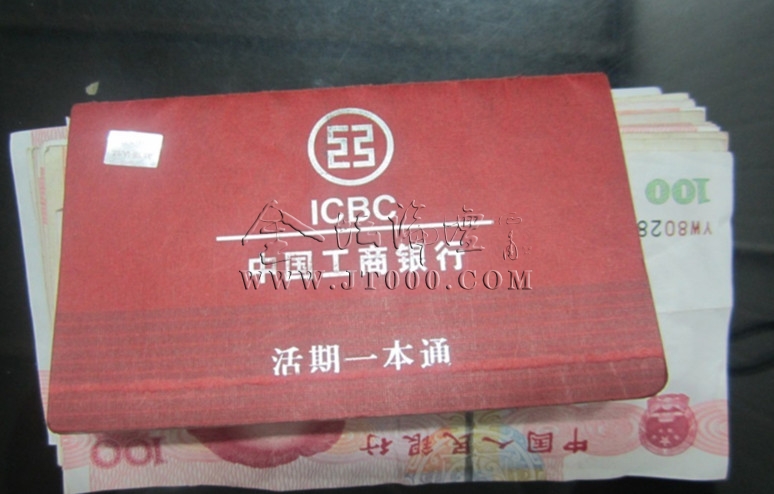 ICBC
中国工商银行
WWW.JT000.COM
活期一本通
100
YW8028
中国人民银行
100